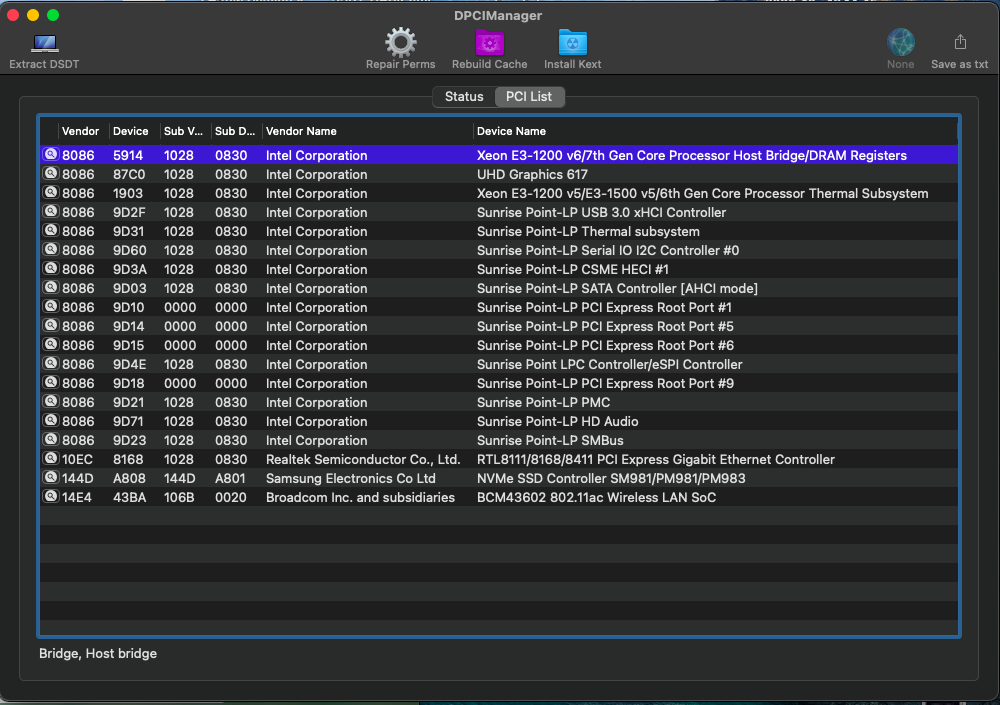 DPCIManager
Extract DSDT
Repair Perms
Rebuild Cache
Install Kext
None
Save as txt
Status PCI List
Vendor Device Sub V... Sub D... Vendor Name Device Name
8086 5914 1028 0830 Intel Corporation Xeon E3-1200 v6/7th Gen Core Processor Host Bridge/DRAM Registers
8086 87C0 1028 0830 Intel Corporation UHD Graphics 617
8086 1903 1028 0830 Intel Corporation Xeon E3-1200 v5/E3-1500 v5/6th Gen Core Processor Thermal Subsystem
8086 9D2F 1028 0830 Intel Corporation Sunrise Point-LP USB 3.0 xHCI Controller
8086 9D31 1028 0830 Intel Corporation Sunrise Point-LP Thermal subsystem
8086 9D60 1028 0830 Intel Corporation Sunrise Point-LP Serial IO I2C Controller #0
8086 9D3A 1028 0830 Intel Corporation Sunrise Point-LP CSME HECI #1
8086 9D03 1028 0830 Intel Corporation Sunrise Point-LP SATA Controller [AHCI mode]
8086 9D10 0000 0000 Intel Corporation Sunrise Point-LP PCI Express Root Port #1
8086 9D14 0000 0000 Intel Corporation Sunrise Point-LP PCI Express Root Port #5
8086 9D15 0000 0000 Intel Corporation Sunrise Point-LP PCI Express Root Port #6
8086 9D4E 1028 0830 Intel Corporation Sunrise Point LPC Controller/eSPI Controller
8086 9D18 0000 0000 Intel Corporation Sunrise Point-LP PCI Express Root Port #9
8086 9D21 1028 0830 Intel Corporation Sunrise Point-LP PMC
8086 9D71 1028 0830 Intel Corporation Sunrise Point-LP HD Audio
8086 9D23 1028 0830 Intel Corporation Sunrise Point-LP SMBus
10EC 8168 1028 0830 Realtek Semiconductor Co., Ltd. RTL8111/8168/8411 PCI Express Gigabit Ethernet Controller
144D A808 144D A801 Samsung Electronics Co Ltd NVMe SSD Controller SM981/PM981/PM983
14E4 43BA 106B 0020 Broadcom Inc. and subsidiaries BCM43602 802.11ac Wireless LAN SoC
Bridge, Host bridge